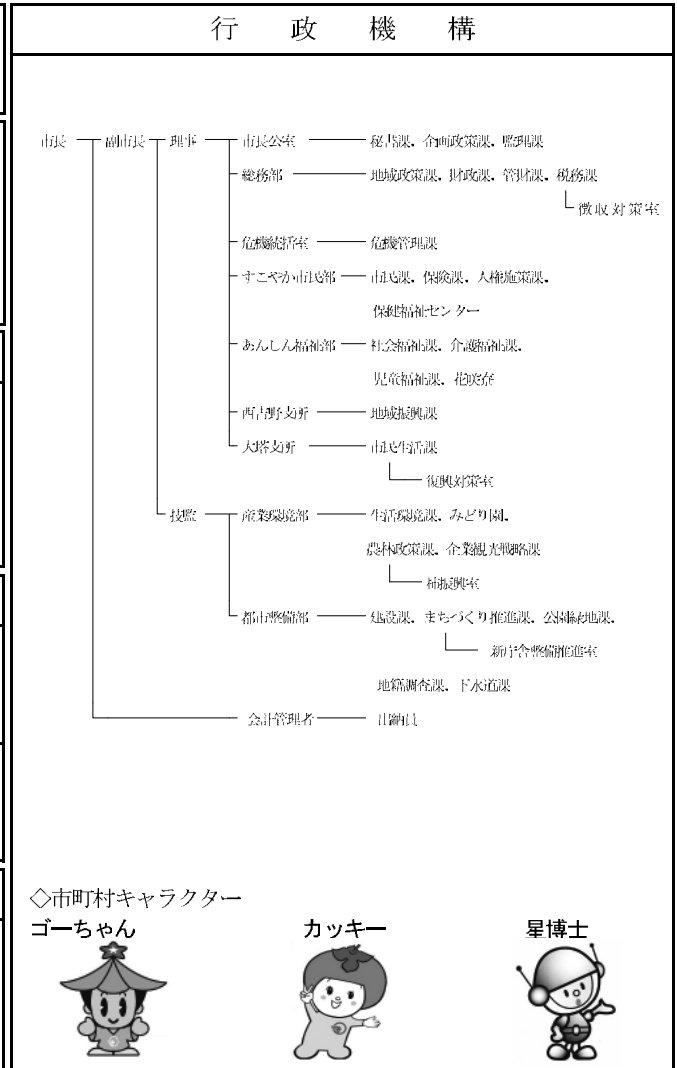 行政機構
市長 副市長 理事 市長公室 秘書課、企画政策課、監理課
総務部 地域政策課、財政課、管財課、税務課
徴収対策室
危機統括室 危機管理課
すこやか市民部 市民課、保険課、人権施策課、
保健福祉センター
あんしん福祉部 社会福祉課、介護福祉課、
児童福祉課、花咲寮
西吉野支所 地域振興課
大塔支所 市民生活課
復興対策室
技監 産業環境部 生活環境課、みどり園、
農林政策課、企業観光戦略課
柿振興室
都市整備部 建設課、まちづくり推進課、公園緑地課、
新庁舎整備推進室
地籍調査課、下水道課
会計管理者 出納員
◇市町村キャラクター
ゴーちゃん カッキー 星博士